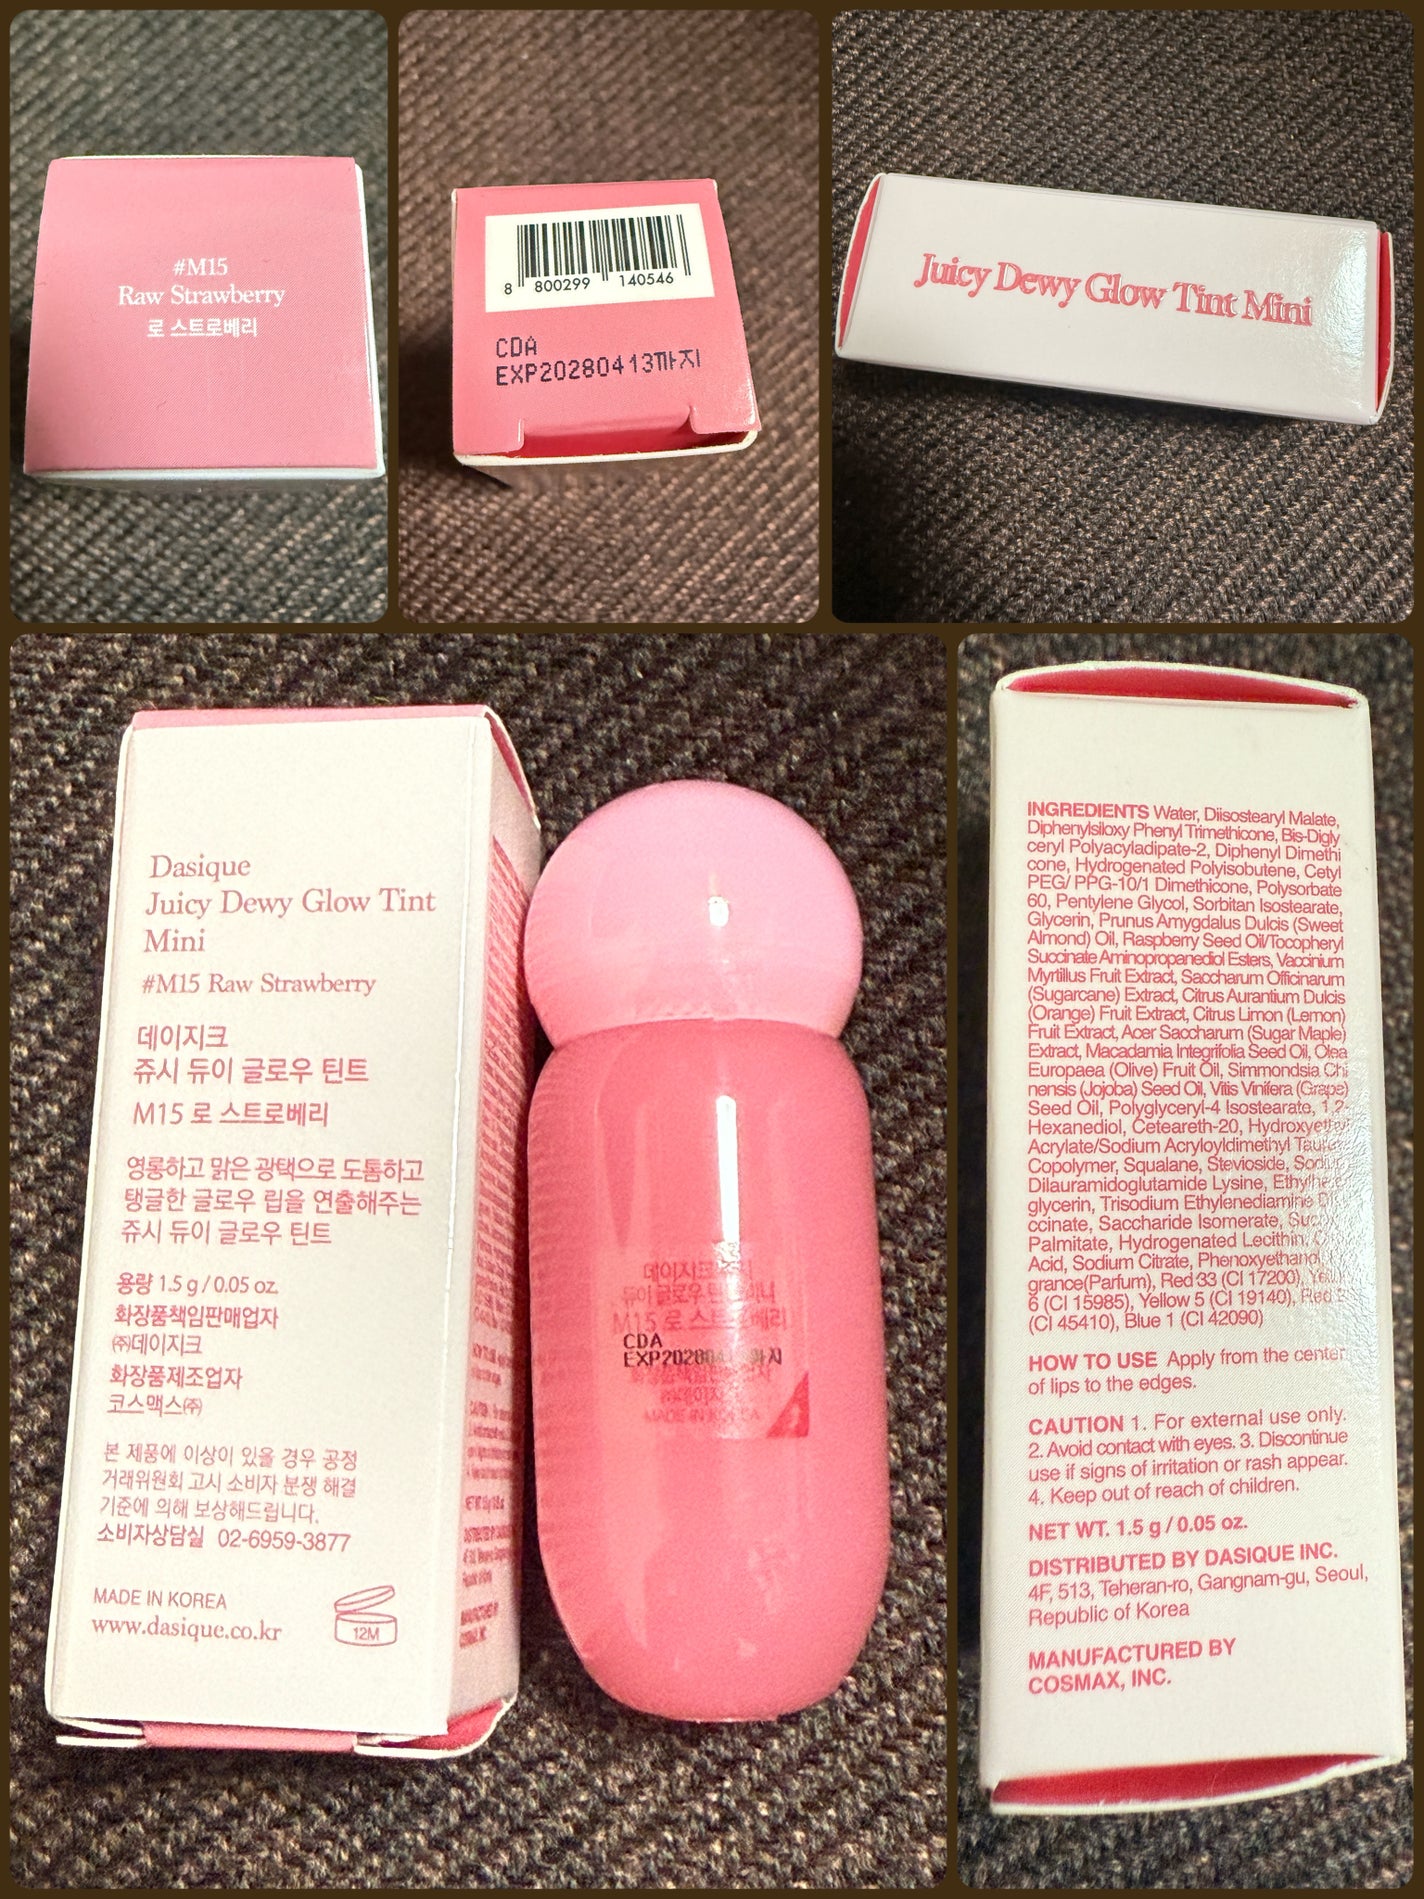 #M15
Raw Strawberry
로 스트로베리
8 800299 140546
CDA
EXP20280413까지
Juicy Dewy Glow Tint Mini
Dasique
Juicy Dewy Glow Tint
Mini
#M15 Raw Strawberry
데이지크
쥬시 듀이 글로우 틴트
M15 로 스트로베리
영롱하고 맑은 광택으로 도톰하고
탱글한 글로우 립을 연출해주는
쥬시 듀이 글로우 틴트
용량 1.5 g / 0.05 oz.
화장품책임판매업자
㈜데이지크
화장품제조업자
코스맥스㈜
본 제품에 이상이 있을 경우 공정
거래위원회 고시 소비자 분쟁 해결
기준에 의해 보상해드립니다.
소비자상담실 02-6959-3877
MADE IN KOREA
www.dasique.co.kr
12M
듀이 글로우
M15 로
CDA
MADE IN KOREA
INGREDIENTS Water, Diisostearyl Malate,
Diphenylsiloxy Phenyl Trimethicone, Bis-Digly
ceryl Polyacyladipate-2, Diphenyl Dimethi
cone, Hydrogenated Polyisobutene, Cetyl
PEG/ PPG-10/1 Dimethicone, Polysorbate
60, Pentylene Glycol, Sorbitan Isostearate,
Glycerin, Prunus Amygdalus Dulcis (Sweet
Almond) Oil, Raspberry Seed Oil/Tocopheryl
Succinate Aminopropanediol Esters, Vaccinium
Myrtillus Fruit Extract, Saccharum Officinarum
(Sugarcane) Extract, Citrus Aurantium Dulcis
(Orange) Fruit Extract, Citrus Limon (Lemon)
Fruit Extract, Acer Saccharum (Sugar Maple)
Extract, Macadamia Integrifolia Seed Oil, Olea
Europaea (Olive) Fruit Oil, Simmondsia Chi
nensis (Jojoba) Seed Oil, Vitis Vinifera (Grape)
Seed Oil, Polyglyceryl-4 Isostearate, 1,2-
Hexanediol, Ceteareth-20, Hydroxyethyl
Acrylate/Sodium Acryloyldimethyl Taurate
Copolymer, Squalane, Stevioside, Sodium
Dilauramidoglutamide Lysine, Ethylhexyl
glycerin, Trisodium Ethylenediamine Disu
ccinate, Saccharide Isomerate, Sucrose
Palmitate, Hydrogenated Lecithin,
Acid, Sodium Citrate, Phenoxyethanol,
grance(Parfum), Red 33 (CI 17200), Yellow
6 (CI 15985), Yellow 5 (CI 19140), Red
(CI 45410), Blue 1 (CI 42090)
HOW TO USE Apply from the center
of lips to the edges.
CAUTION 1. For external use only.
2. Avoid contact with eyes. 3. Discontinue
use if signs of irritation or rash appear.
4. Keep out of reach of children.
NET WT. 1.5 g / 0.05 oz.
DISTRIBUTED BY DASIQUE INC.
4F, 513, Teheran-ro, Gangnam-gu, Seoul,
Republic of Korea
MANUFACTURED BY
COSMAX, INC.